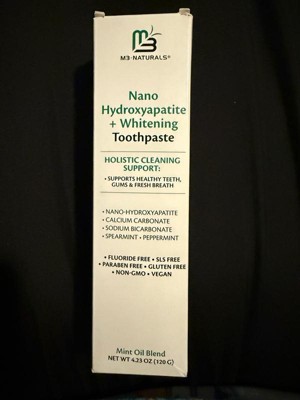 M3
M3·NATURALS®
Nano
Hydroxyapatite
+ Whitening
Toothpaste
HOLISTIC CLEANING
SUPPORT:
• SUPPORTS HEALTHY TEETH,
GUMS & FRESH BREATH
• NANO-HYDROXYAPATITE
• CALCIUM CARBONATE
• SODIUM BICARBONATE
• SPEARMINT • PEPPERMINT
• FLUORIDE FREE • SLS FREE
• PARABEN FREE • GLUTEN FREE
• NON-GMO • VEGAN
Mint Oil Blend
NET WT 4.23 OZ (120 G)